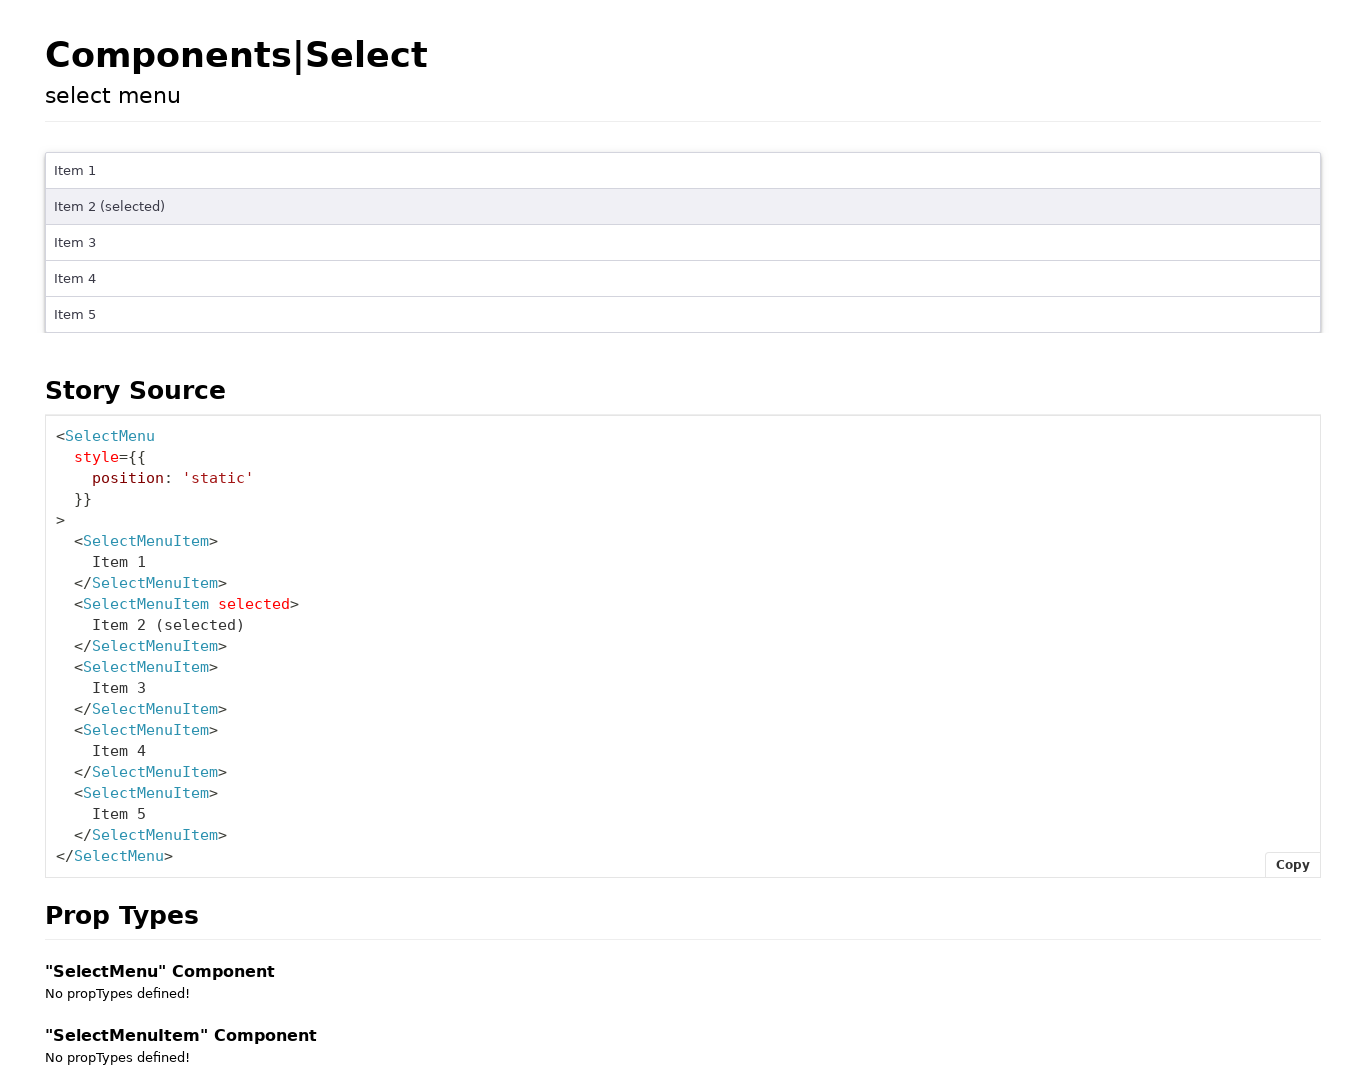 Components|Select
select menu
Item 1
Item 2 (selected)
Item 3
Item 4
Item 5
Story Source
<SelectMenu
  style={{
    position: 'static'
  }}
>
  <SelectMenuItem>
    Item 1
  </SelectMenuItem>
  <SelectMenuItem selected>
    Item 2 (selected)
  </SelectMenuItem>
  <SelectMenuItem>
    Item 3
  </SelectMenuItem>
  <SelectMenuItem>
    Item 4
  </SelectMenuItem>
  <SelectMenuItem>
    Item 5
  </SelectMenuItem>
</SelectMenu>
Copy
Prop Types
"SelectMenu" Component
No propTypes defined!
"SelectMenuItem" Component
No propTypes defined!